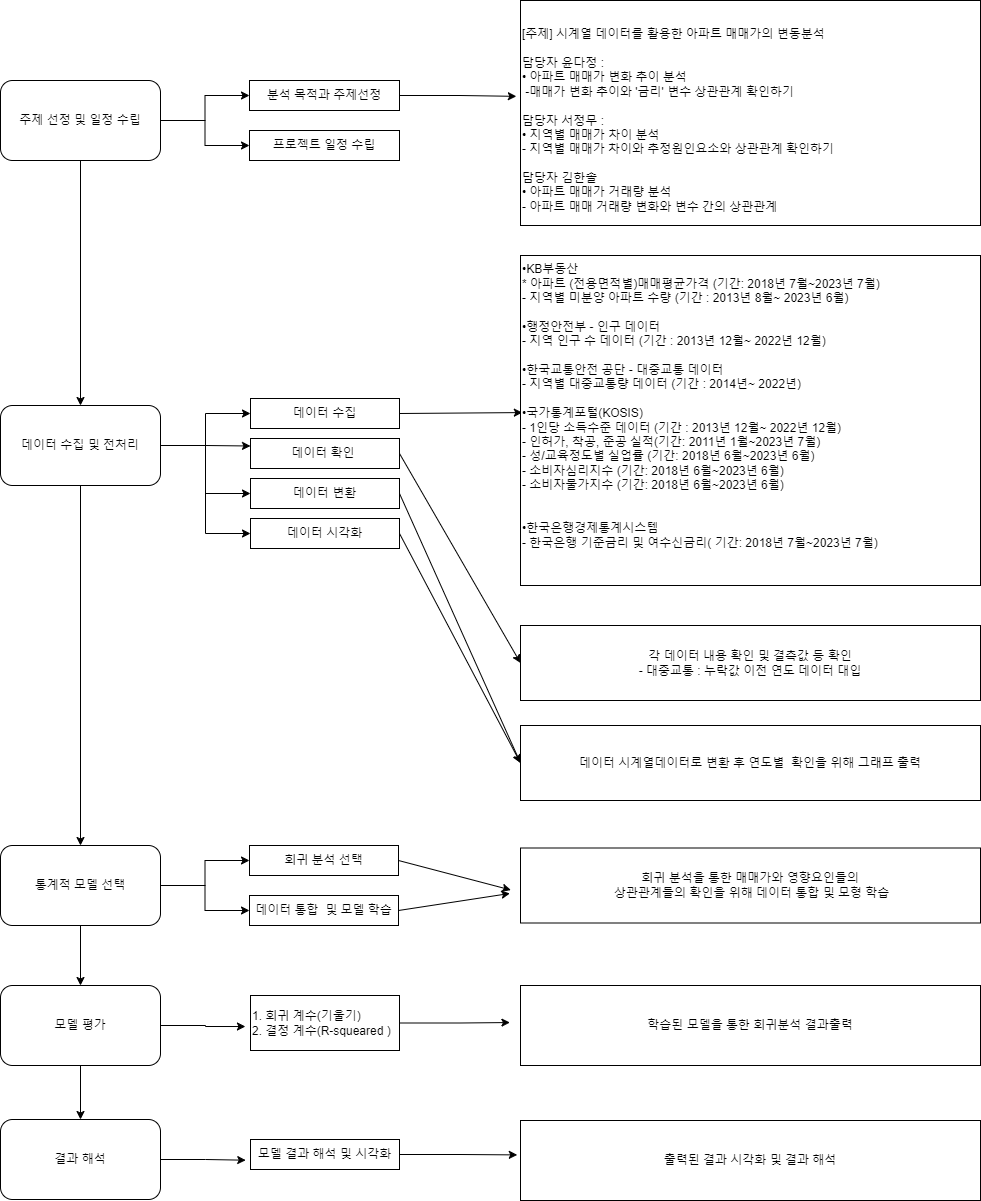 주제 선정 및 일정 수립
분석 목적과 주제선정
프로젝트 일정 수립
[주제] 시계열 데이터를 활용한 아파트 매매가의 변동분석
담당자 윤다정 :
• 아파트 매매가 변화 추이 분석
-매매가 변화 추이와 '금리' 변수 상관관계 확인하기
담당자 서정무 :
• 지역별 매매가 차이 분석
- 지역별 매매가 차이와 추정원인요소와 상관관계 확인하기
담당자 김한솔
• 아파트 매매가 거래량 분석
- 아파트 매매 거래량 변화와 변수 간의 상관관계
데이터 수집 및 전처리
데이터 수집
데이터 확인
데이터 변환
데이터 시각화
•KB부동산
* 아파트 (전용면적별)매매평균가격 (기간: 2018년 7월~2023년 7월)
- 지역별 미분양 아파트 수량 (기간 : 2013년 8월~ 2023년 6월)
•행정안전부 - 인구 데이터
- 지역 인구 수 데이터 (기간 : 2013년 12월~ 2022년 12월)
•한국교통안전 공단 - 대중교통 데이터
- 지역별 대중교통량 데이터 (기간 : 2014년~ 2022년)
•국가통계포털(KOSIS)
- 1인당 소득수준 데이터 (기간 : 2013년 12월~ 2022년 12월)
- 인허가, 착공, 준공 실적(기간: 2011년 1월~2023년 7월)
- 성/교육정도별 실업률 (기간: 2018년 6월~2023년 6월)
- 소비자심리지수 (기간: 2018년 6월~2023년 6월)
- 소비자물가지수 (기간: 2018년 6월~2023년 6월)
•한국은행경제통계시스템
- 한국은행 기준금리 및 여수신금리( 기간: 2018년 7월~2023년 7월)
각 데이터 내용 확인 및 결측값 등 확인
- 대중교통 : 누락값 이전 연도 데이터 대입
데이터 시계열데이터로 변환 후 연도별 확인을 위해 그래프 출력
통계적 모델 선택
회귀 분석 선택
데이터 통합 및 모델 학습
회귀 분석을 통한 매매가와 영향요인들의
상관관계들의 확인을 위해 데이터 통합 및 모형 학습
모델 평가
1. 회귀 계수(기울기)
2. 결정 계수(R-squeared )
학습된 모델을 통한 회귀분석 결과출력
결과 해석
모델 결과 해석 및 시각화
출력된 결과 시각화 및 결과 해석